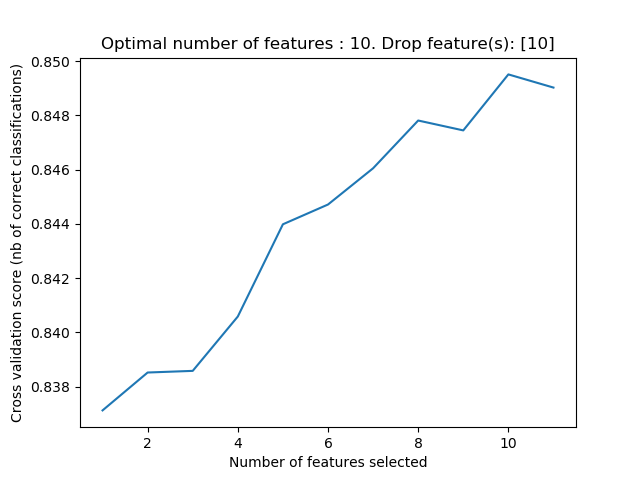 Optimal number of features : 10. Drop feature(s): [10]
Cross validation score (nb of correct classifications)
0.850
0.848
0.846
0.844
0.842
0.840
0.838
2 4 6 8 10
Number of features selected